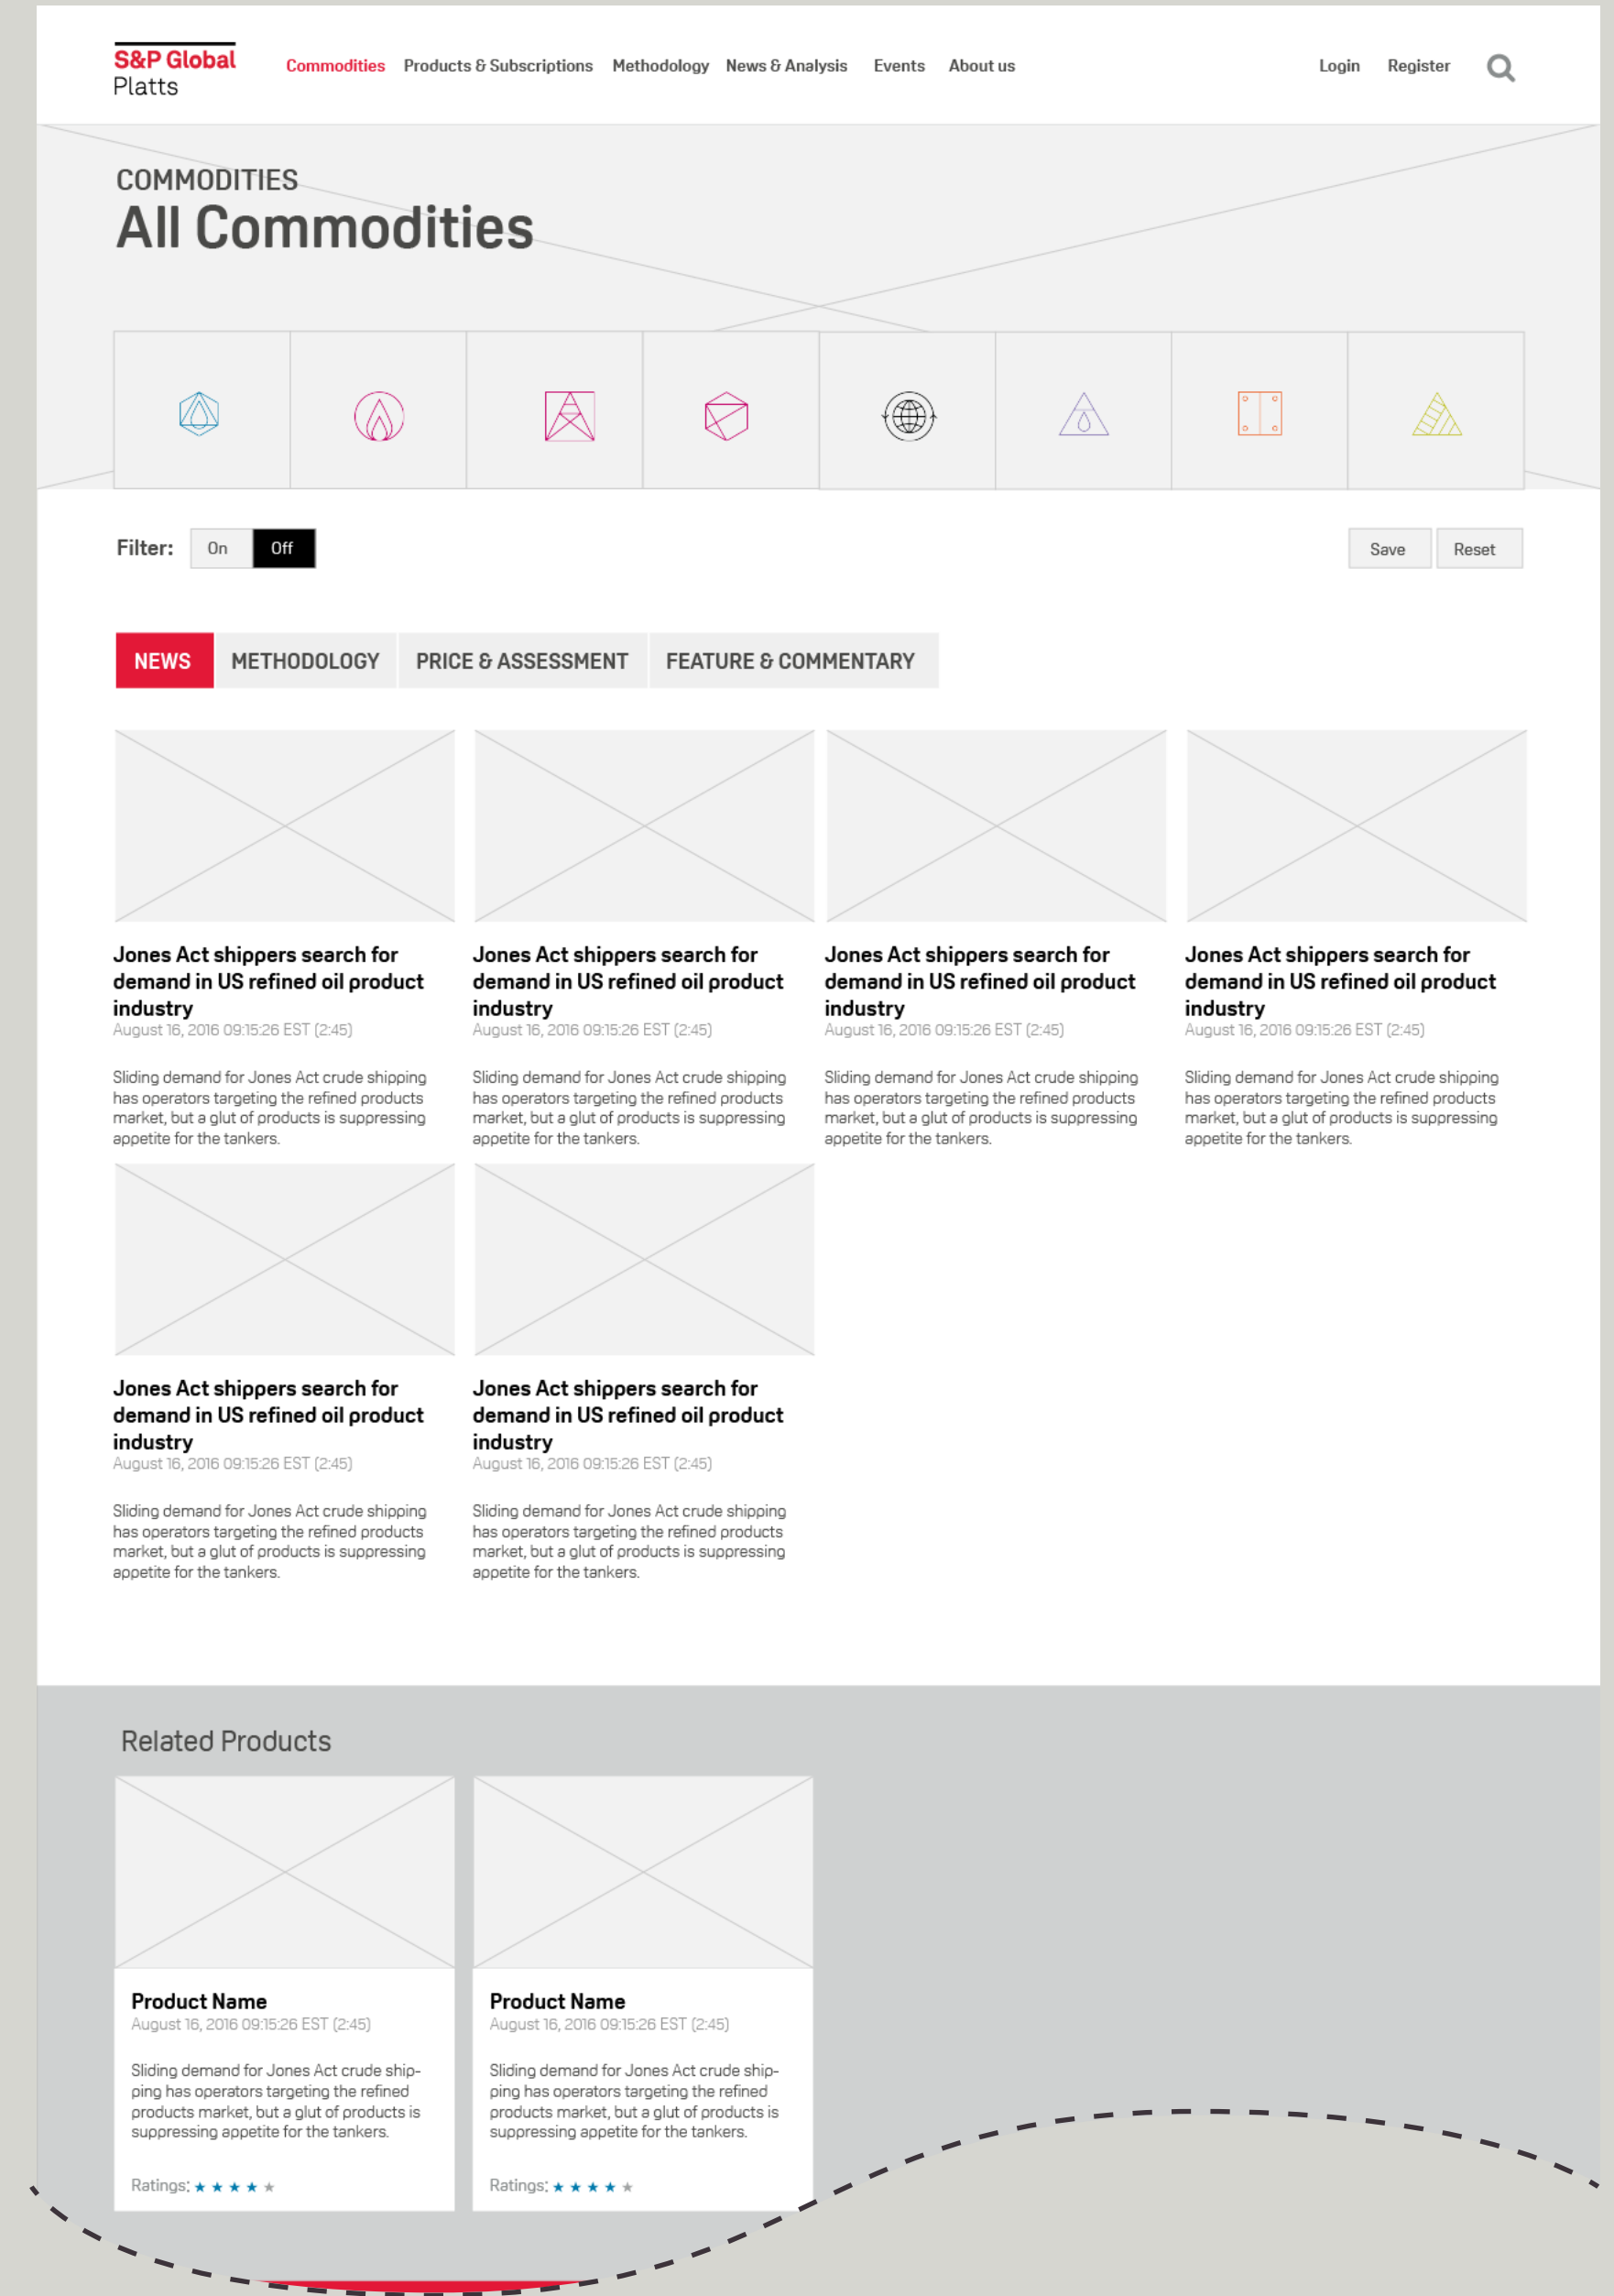 S&P Global
Platts
Commodities Products & Subscriptions Methodology News & Analysis Events About us
Login Register
COMMODITIES
All Commodities
Filter: On Off
Save Reset
NEWS METHODOLOGY PRICE & ASSESSMENT FEATURE & COMMENTARY
Jones Act shippers search for
demand in US refined oil product
industry
August 16, 2016 09:15:26 EST (2:45)
Sliding demand for Jones Act crude shipping
has operators targeting the refined products
market, but a glut of products is suppressing
appetite for the tankers.
Jones Act shippers search for
demand in US refined oil product
industry
August 16, 2016 09:15:26 EST (2:45)
Sliding demand for Jones Act crude shipping
has operators targeting the refined products
market, but a glut of products is suppressing
appetite for the tankers.
Jones Act shippers search for
demand in US refined oil product
industry
August 16, 2016 09:15:26 EST (2:45)
Sliding demand for Jones Act crude shipping
has operators targeting the refined products
market, but a glut of products is suppressing
appetite for the tankers.
Jones Act shippers search for
demand in US refined oil product
industry
August 16, 2016 09:15:26 EST (2:45)
Sliding demand for Jones Act crude shipping
has operators targeting the refined products
market, but a glut of products is suppressing
appetite for the tankers.
Jones Act shippers search for
demand in US refined oil product
industry
August 16, 2016 09:15:26 EST (2:45)
Sliding demand for Jones Act crude shipping
has operators targeting the refined products
market, but a glut of products is suppressing
appetite for the tankers.
Jones Act shippers search for
demand in US refined oil product
industry
August 16, 2016 09:15:26 EST (2:45)
Sliding demand for Jones Act crude shipping
has operators targeting the refined products
market, but a glut of products is suppressing
appetite for the tankers.
Related Products
Product Name
August 16, 2016 09:15:26 EST (2:45)
Sliding demand for Jones Act crude ship-
ping has operators targeting the refined
products market, but a glut of products is
suppressing appetite for the tankers.
Ratings:
Product Name
August 16, 2016 09:15:26 EST (2:45)
Sliding demand for Jones Act crude ship-
ping has operators targeting the refined
products market, but a glut of products is
suppressing appetite for the tankers.
Ratings: